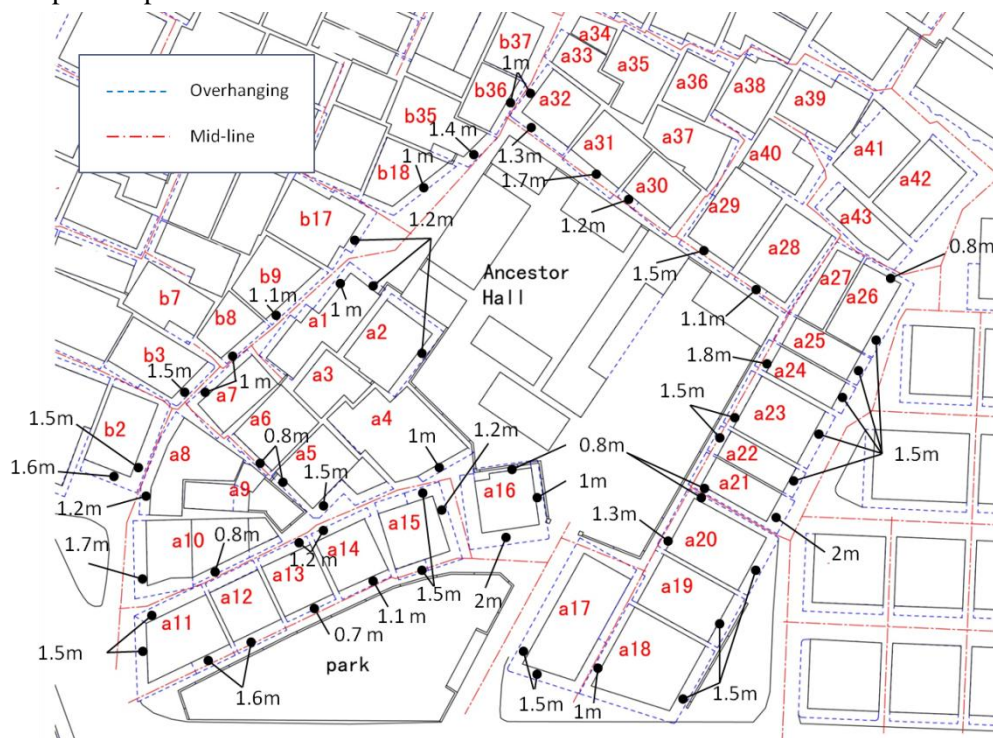 a34
b37
a33
a35
1m
Overhanging
b36
a32
a36
a38
a39
Mid-line
b35
1.4 m
a31
a37
a41
1m
1.3m
a40
a42
b18
1.7m
a30
b17
1.2m
1.2m
a29
a43
a28
0.8m
b9
Ancestor
1.5m
a27
b7
1 .1m
1 m
Hall
a26
b8
a1
a2
1.1m
a25
b3
1.5m
1 m
a3
1.8m
a24
a7
a6
1.5m
a23
b2
a4
1.5m
0.8m
a5
1m
1.2m
0.8m
a22
1.5m
1.6m
a8
1.5m
a21
a9
a16
1m
1.2m
a15
1.3m
2m
a10
0.8m
a14
a20
1.7m
1.2m
a13
1.5m
a12
2m
a19
1.1 m
a17
a11
0.7 m
1.5m
park
a18
1.6m
1.5m
1m
1.5m